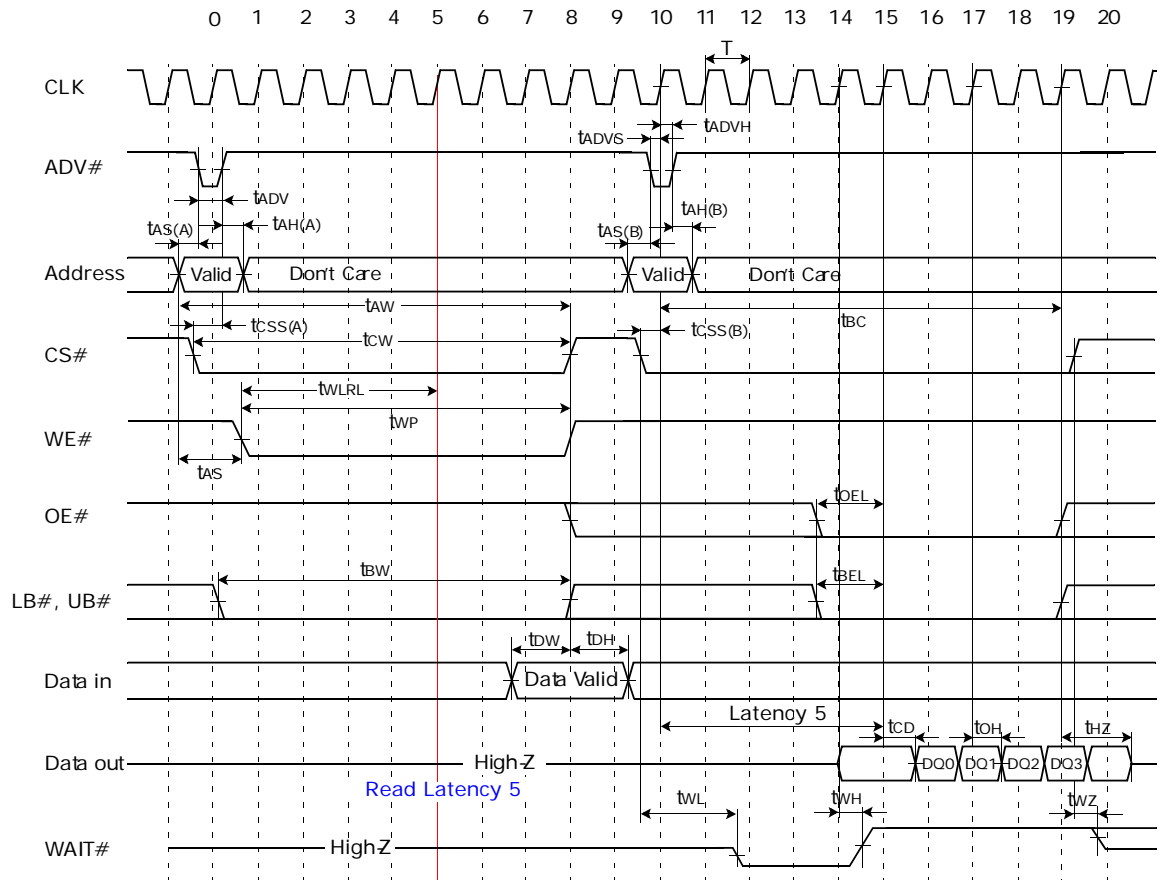 0 1 2 3 4 5 6 7 8 9 10 11 12 13 14 15 16 17 18 19 20
T
CLK
tADVH
tADVS
ADV#
tADV
tAH(A)
tAH(B)
tAS(A)
tAS(B)
Address
Valid
Don't Care
Valid
Don't Care
tAW
tBC
tCSS(A)
tCSS(B)
tCW
CS#
tWLRL
tWP
WE#
tAS
tOEL
OE#
tBW
tBEL
LB#, UB#
tDW
tDH
Data in
Data Valid
Latency 5
tCD
tOH
tHZ
Data out
High-Z
DQ0
DQ1
DQ2
DQ3
Read Latency 5
tWL
tWH
tWZ
WAIT#
High-Z